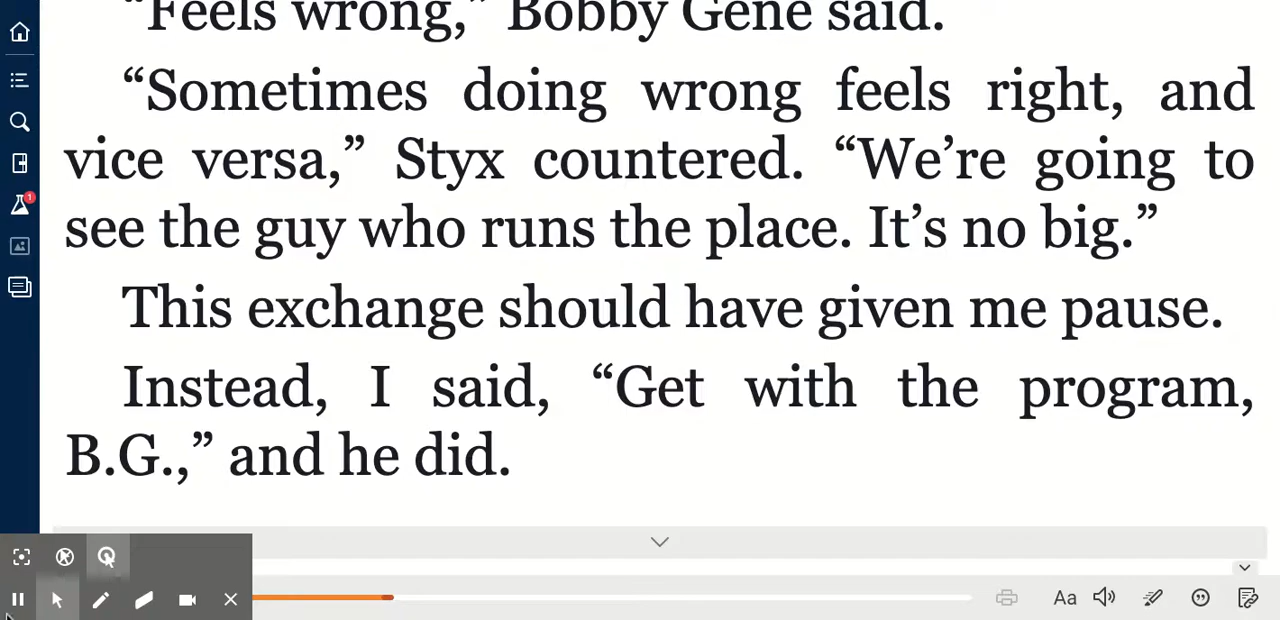 “Feels wrong,” Bobby Gene said.
“Sometimes doing wrong feels right, and
vice versa,” Styx countered. “We’re going to
see the guy who runs the place. It’s no big.”
This exchange should have given me pause.
Instead, I said, “Get with the program,
B.G.,” and he did.
1
Aa